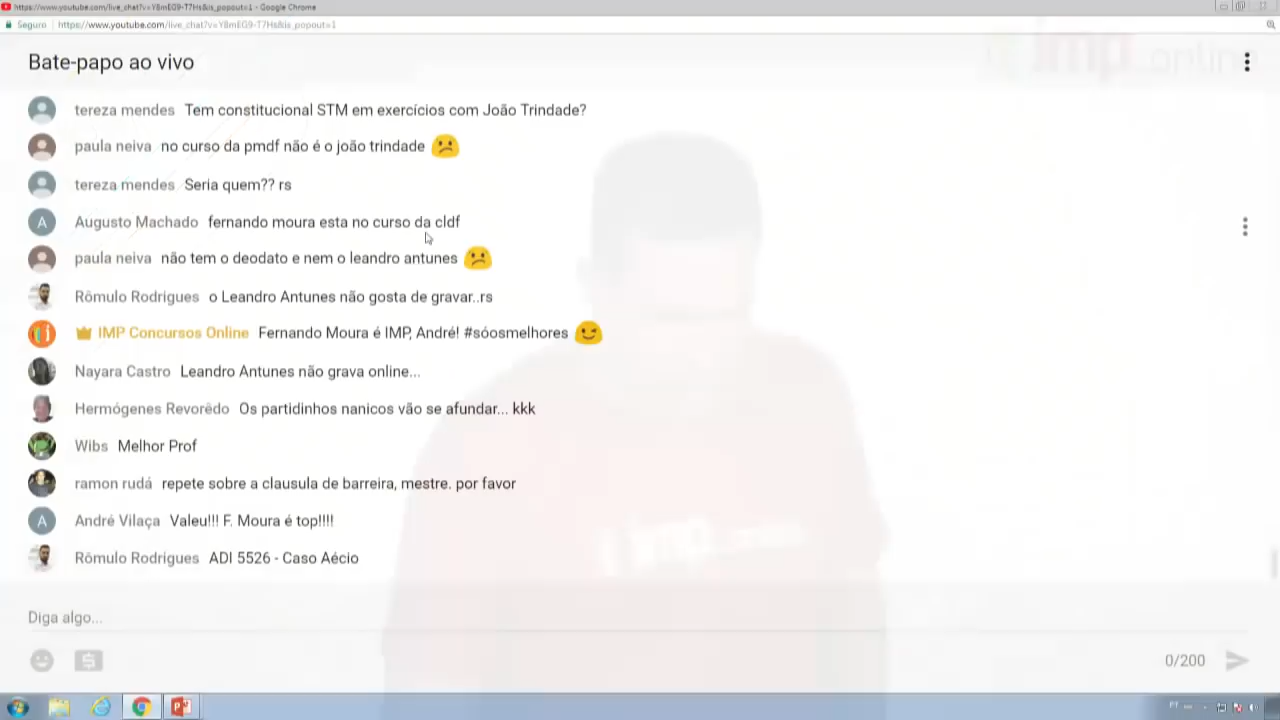 https://www.youtube.com/live_chat?v=Y8mEG9-T7Hs&is_popout=1 - Google Chrome
Seguro https://www.youtube.com/live_chat?v=Y8mEG9-T7Hs&is_popout=1
Bate-papo ao vivo
imp online
tereza mendes Tem constitucional STM em exercícios com João Trindade?
paula neiva no curso da pmdf não é o joão trindade
tereza mendes Seria quem?? rs
A Augusto Machado fernando moura esta no curso da cldf
paula neiva não tem o deodato e nem o leandro antunes
Rômulo Rodrigues o Leandro Antunes não gosta de gravar..rs
IMP Concursos Online Fernando Moura é IMP, André! #sóosmelhores
Nayara Castro Leandro Antunes não grava online...
Hermógenes Revorêdo Os partidinhos nanicos vão se afundar... kkk
Wibs Melhor Prof
ramon rudá repete sobre a clausula de barreira, mestre. por favor
A André Vilaça Valeu!!! F. Moura é top!!!!
Rômulo Rodrigues ADI 5526 - Caso Aécio
imp
Diga algo...
0/200
PT